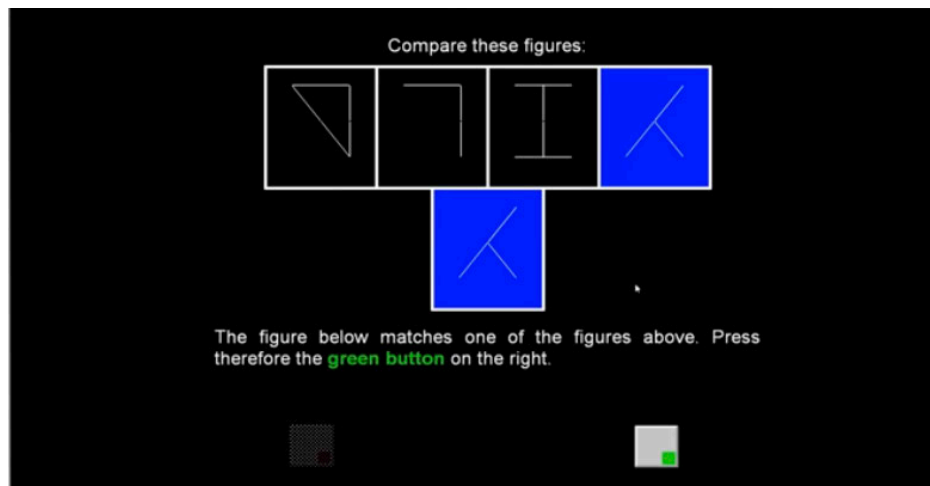 Compare these figures:
The figure below matches one of the figures above. Press
therefore the green button on the right.